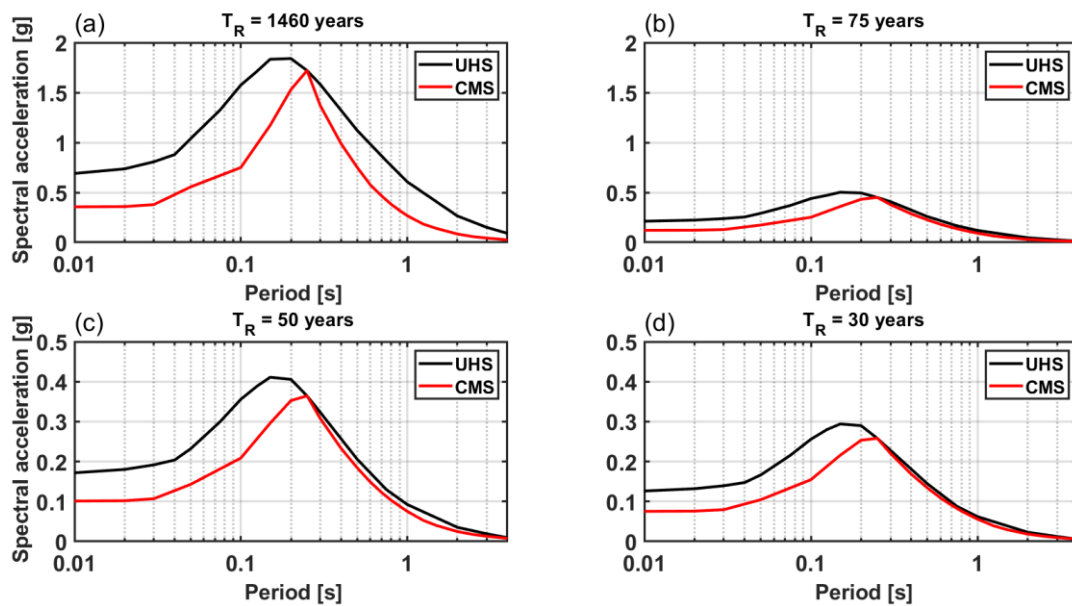 (a) T_R = 1460 years
Spectral acceleration [g]
2
1.5
1
0.5
0
UHS
CMS
0.01 0.1 1
Period [s]
(b) T_R = 75 years
2
1.5
1
0.5
0
UHS
CMS
0.01 0.1 1
Period [s]
(c) T_R = 50 years
Spectral acceleration [g]
0.5
0.4
0.3
0.2
0.1
0
UHS
CMS
0.01 0.1 1
Period [s]
(d) T_R = 30 years
0.5
0.4
0.3
0.2
0.1
0
UHS
CMS
0.01 0.1 1
Period [s]